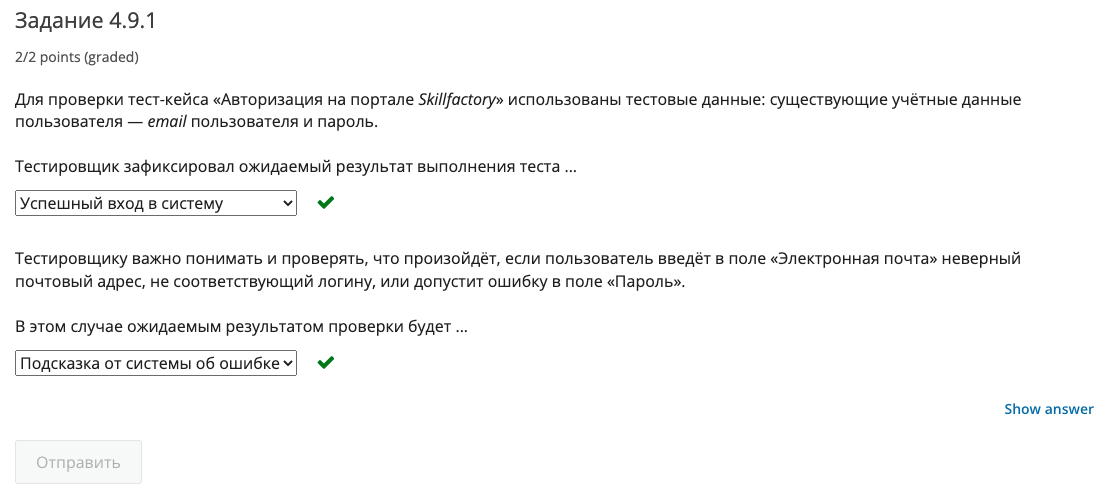 Задание 4.9.1
2/2 points (graded)
Для проверки тест-кейса «Авторизация на портале Skillfactory» использованы тестовые данные: существующие учётные данные
пользователя — email пользователя и пароль.
Тестировщик зафиксировал ожидаемый результат выполнения теста ...
Успешный вход в систему
Тестировщику важно понимать и проверять, что произойдёт, если пользователь введёт в поле «Электронная почта» неверный
почтовый адрес, не соответствующий логину, или допустит ошибку в поле «Пароль».
В этом случае ожидаемым результатом проверки будет ...
Подсказка от системы об ошибке
Show answer
Отправить